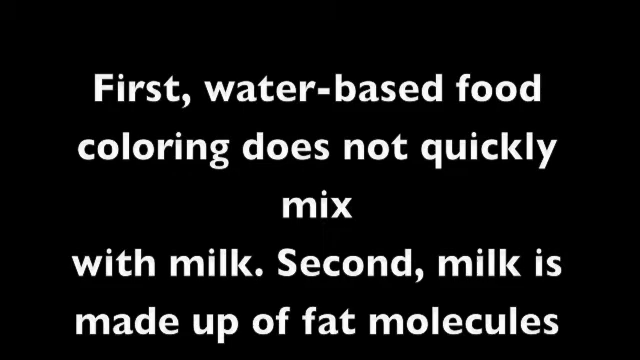 First, water-based food
coloring does not quickly
mix
with milk. Second, milk is
made up of fat molecules